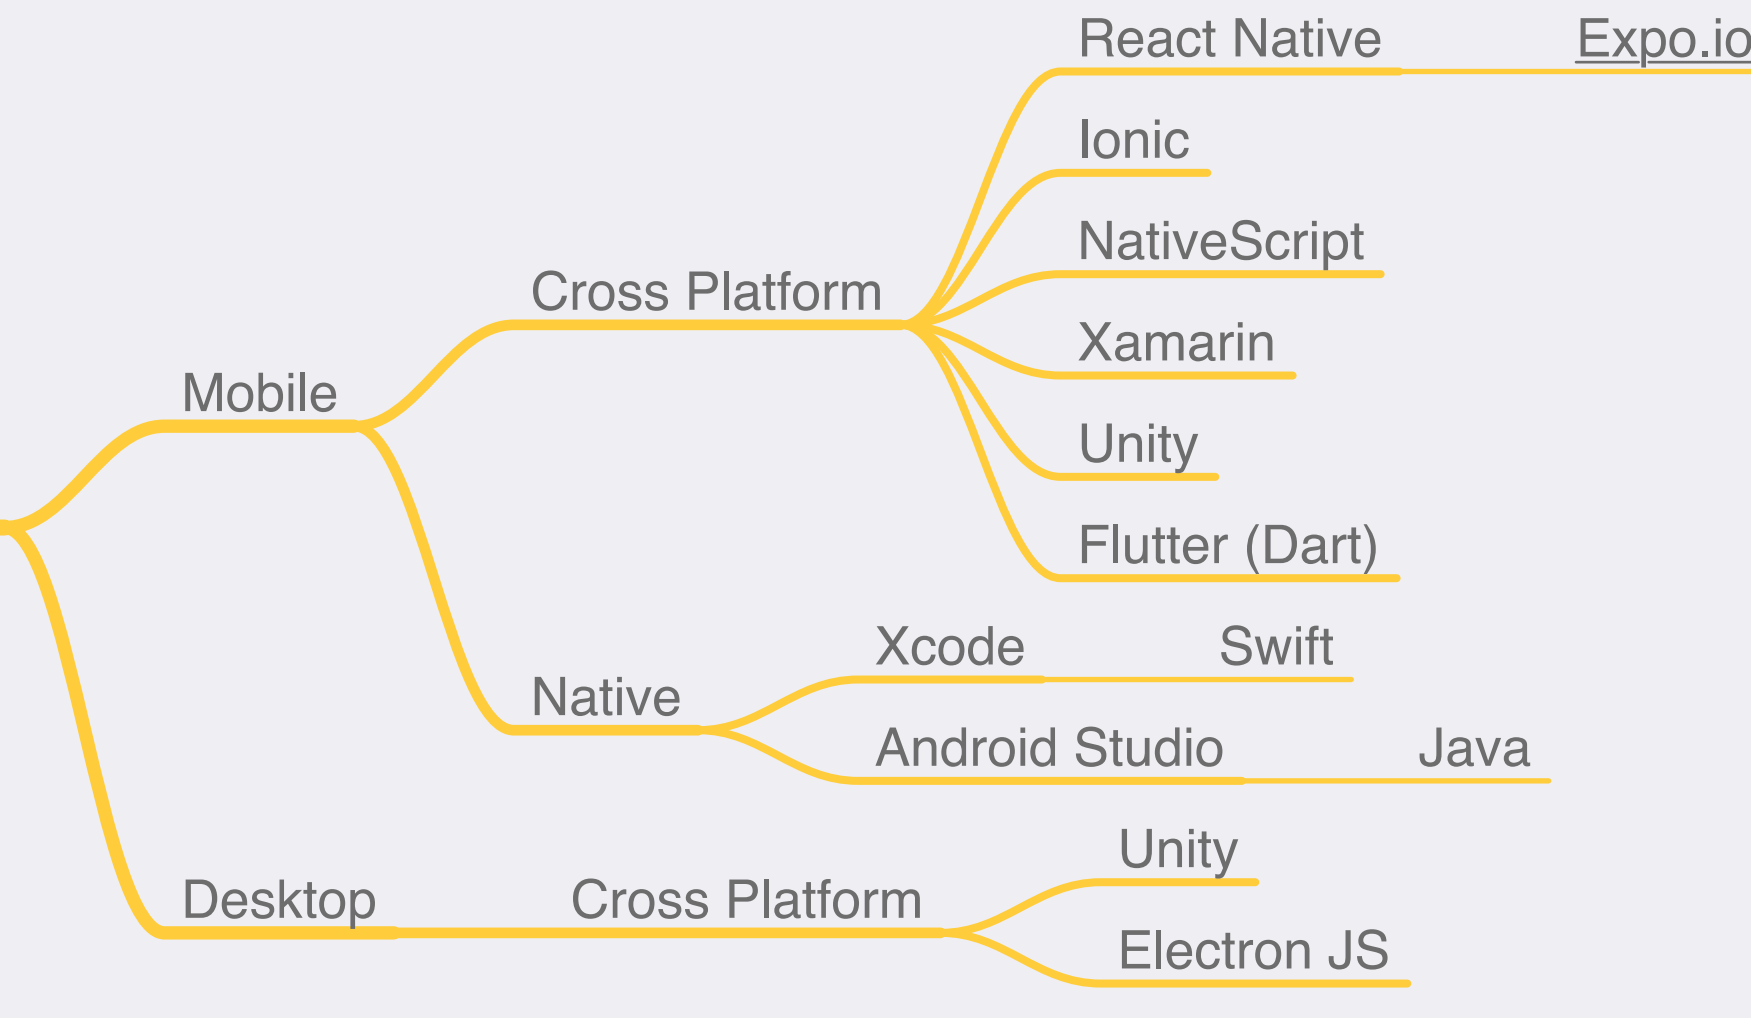 React Native
Expo.io
Ionic
NativeScript
Cross Platform
Xamarin
Mobile
Unity
Flutter (Dart)
Xcode
Swift
Native
Android Studio
Java
Unity
Desktop
Cross Platform
Electron JS